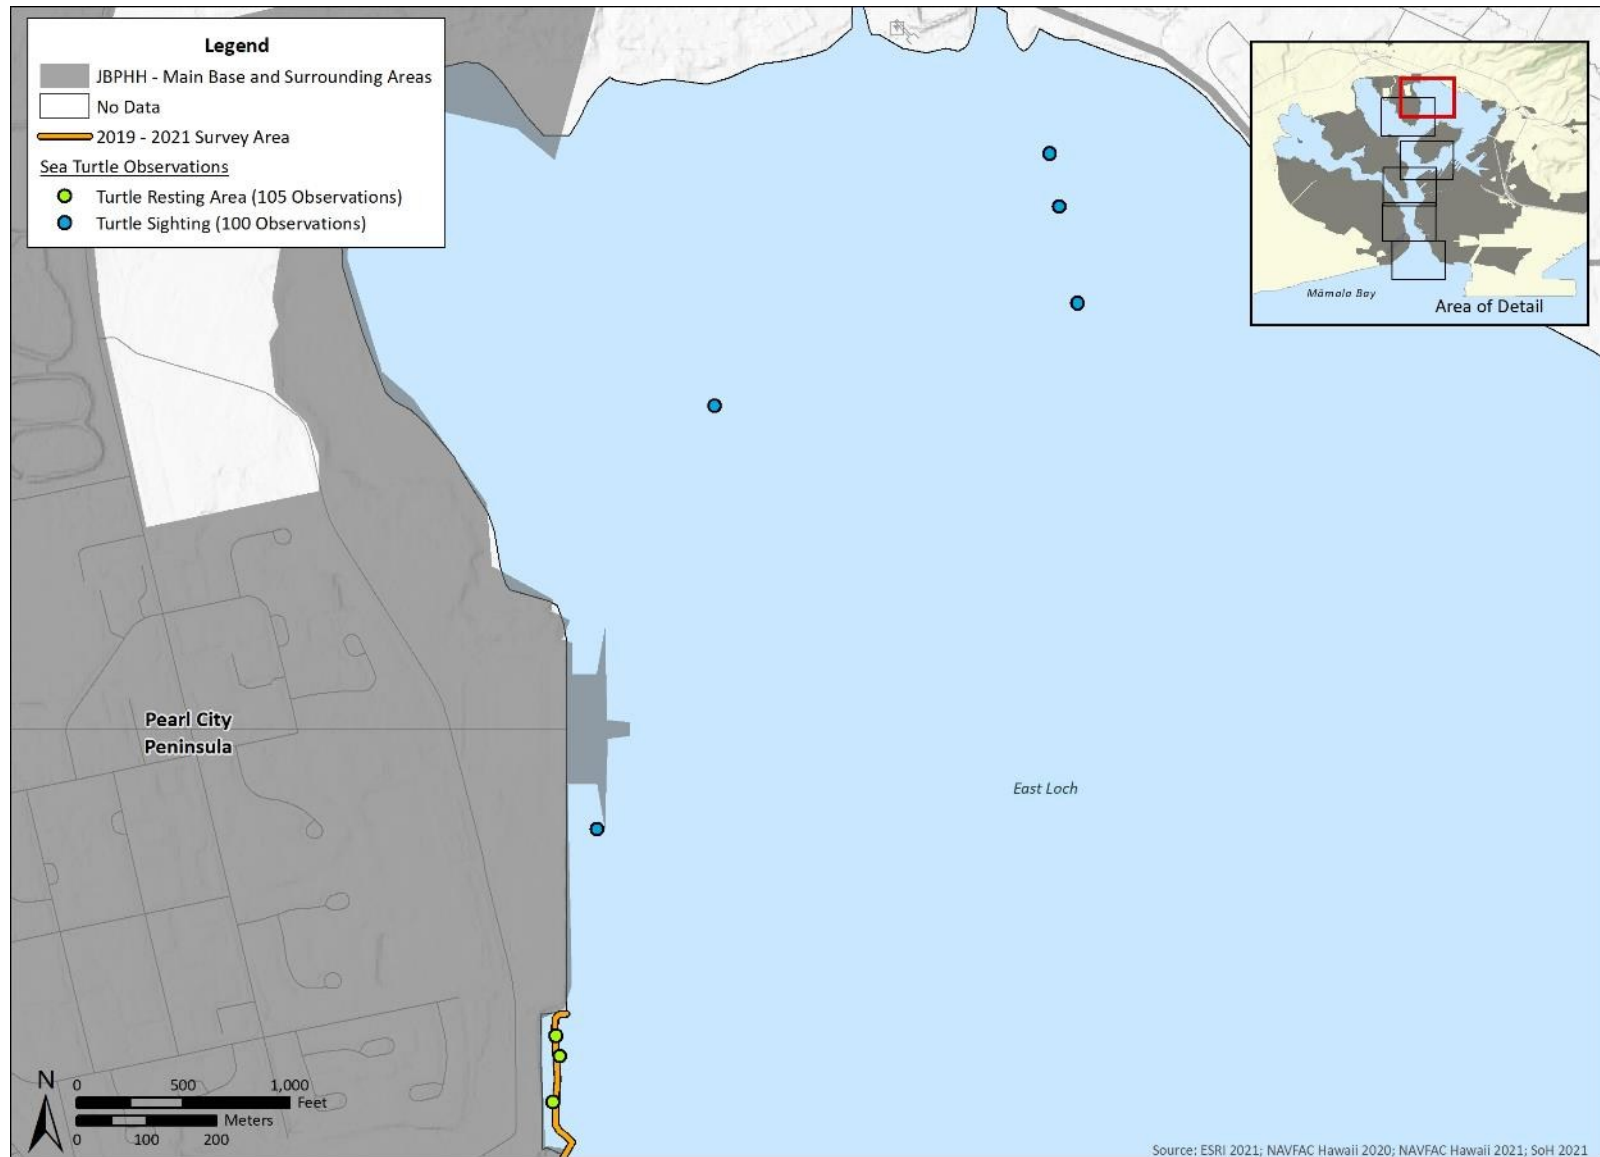 Legend
JBPHH - Main Base and Surrounding Areas
No Data
2019 - 2021 Survey Area
Sea Turtle Observations
Turtle Resting Area (105 Observations)
Turtle Sighting (100 Observations)
Māmala Bay
Area of Detail
Pearl City
Peninsula
East Loch
N
0 500 1,000
Feet
Meters
0 100 200
Source: ESRI 2021; NAVFAC Hawaii 2020; NAVFAC Hawaii 2021; SoH 2021